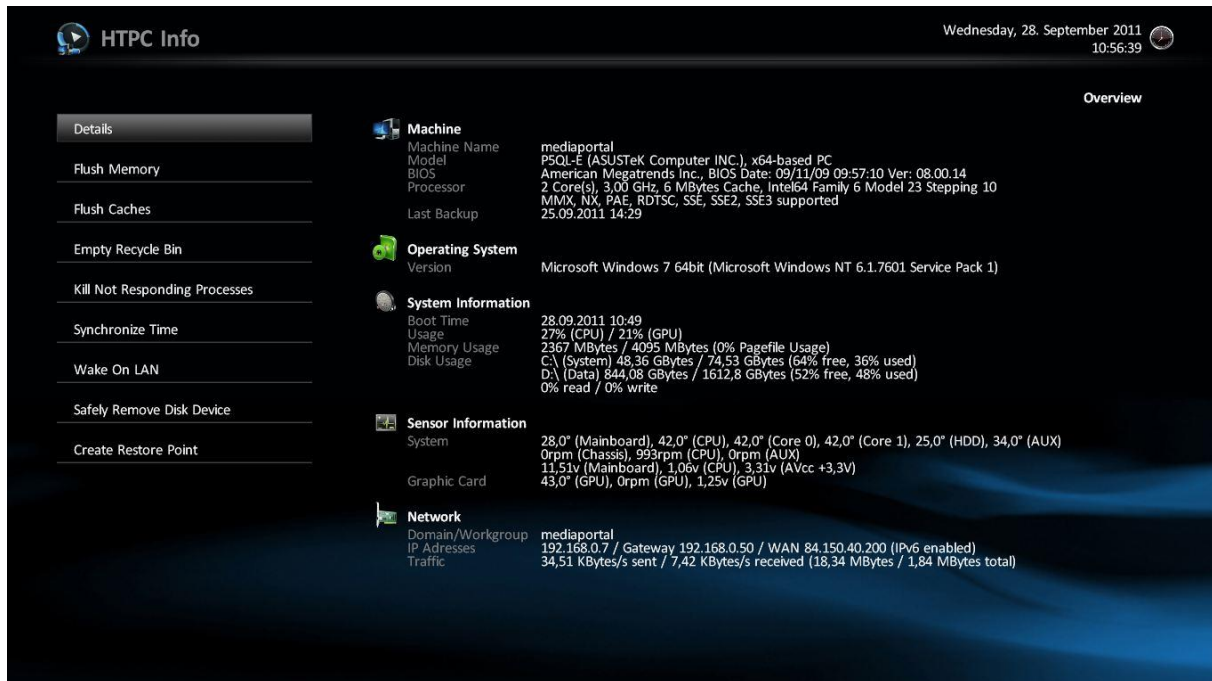 HTPC Info
Wednesday, 28. September 2011
10:56:39
Overview
Details
Flush Memory
Flush Caches
Empty Recycle Bin
Kill Not Responding Processes
Synchronize Time
Wake On LAN
Safely Remove Disk Device
Create Restore Point
Machine
Machine Name mediaportal
Model P5QL-E (ASUSTeK Computer INC.), x64-based PC
BIOS American Megatrends Inc., BIOS Date: 09/11/09 09:57:10 Ver: 08.00.14
Processor 2 Core(s), 3,00 GHz, 6 MBytes Cache, Intel64 Family 6 Model 23 Stepping 10
MMX, NX, PAE, RDTSC, SSE, SSE2, SSE3 supported
Last Backup 25.09.2011 14:29
Operating System
Version Microsoft Windows 7 64bit (Microsoft Windows NT 6.1.7601 Service Pack 1)
System Information
Boot Time 28.09.2011 10:49
Usage 27% (CPU) / 21% (GPU)
Memory Usage 2367 MBytes / 4095 MBytes (0% Pagefile Usage)
Disk Usage C:\ (System) 48,36 GBytes / 74,53 GBytes (64% free, 36% used)
D:\ (Data) 844,08 GBytes / 1612,8 GBytes (52% free, 48% used)
0% read / 0% write
Sensor Information
System 28,0° (Mainboard), 42,0° (CPU), 42,0° (Core 0), 42,0° (Core 1), 25,0° (HDD), 34,0° (AUX)
0rpm (Chassis), 993rpm (CPU), 0rpm (AUX)
11,51v (Mainboard), 1,06v (CPU), 3,31v (AVcc +3,3V)
Graphic Card 43,0° (GPU), 0rpm (GPU), 1,25v (GPU)
Network
Domain/Workgroup mediaportal
IP Adresses 192.168.0.7 / Gateway 192.168.0.50 / WAN 84.150.40.200 (IPv6 enabled)
Traffic 34,51 KBytes/s sent / 7,42 KBytes/s received (18,34 MBytes / 1,84 MBytes total)